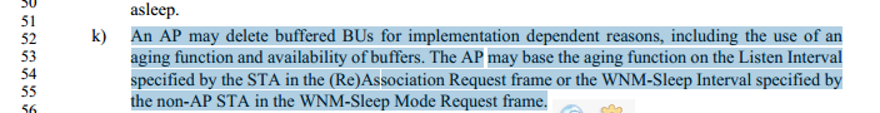 50
asleep.
51
52 k) An AP may delete buffered BUs for implementation dependent reasons, including the use of an
53 aging function and availability of buffers. The AP may base the aging function on the Listen Interval
54 specified by the STA in the (Re)Association Request frame or the WNM-Sleep Interval specified by
55 the non-AP STA in the WNM-Sleep Mode Request frame.
56